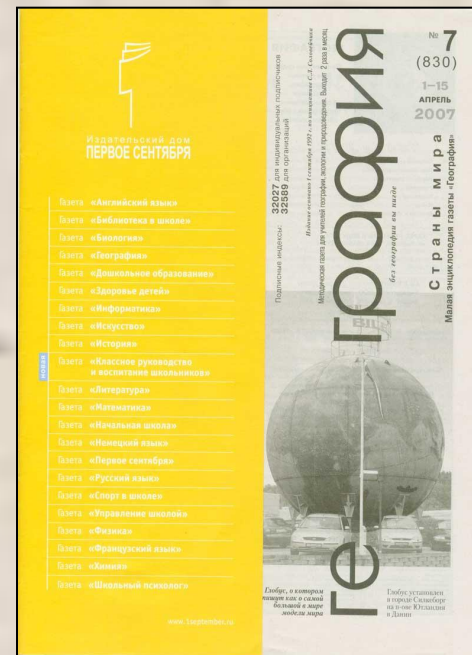 Издательский дом
ПЕРВОЕ СЕНТЯБРЯ
Газета «Английский язык»
Газета «Библиотека в школе»
Газета «Биология»
Газета «География»
Газета «Дошкольное образование»
Газета «Здоровье детей»
Газета «Информатика»
Газета «Искусство»
Газета «История»
НОВАЯ
Газета «Классное руководство
и воспитание школьников»
Газета «Литература»
Газета «Математика»
Газета «Начальная школа»
Газета «Немецкий язык»
Газета «Первое сентября»
Газета «Русский язык»
Газета «Спорт в школе»
Газета «Управление школой»
Газета «Физика»
Газета «Французский язык»
Газета «Химия»
Газета «Школьный психолог»
www.1september.ru
Подписные индексы: 32027 для индивидуальных подписчиков
32589 для организаций
Издание основано 1 сентября 1992 г. по инициативе С.Л. Соловейчика
Методическая газета для учителей географии, экологии и природоведения. Выходит 2 раза в месяц
География
без географии вы нигде
№ 7
(830)
1–15
АПРЕЛЬ
2007
Страны мира
Малая энциклопедия газеты «География»
Глобус, о котором
пишут как о самой
большой в мире
модели мира
Глобус установлен
в городе Силкеборг
на п-ове Ютландия
в Дании